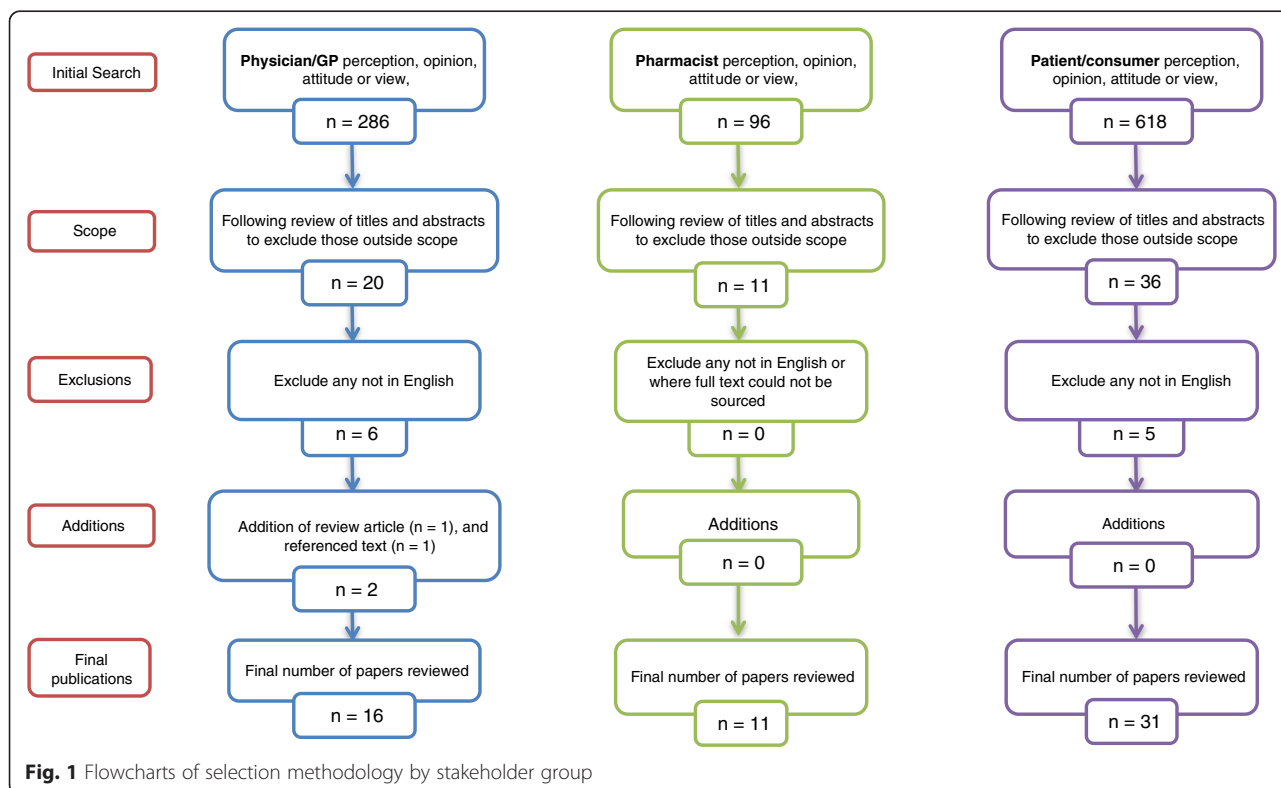 Initial Search
Physician/GP perception, opinion,
attitude or view,
n = 286
Pharmacist perception, opinion,
attitude or view,
n = 96
Patient/consumer perception,
opinion, attitude or view,
n = 618
Scope
Following review of titles and abstracts
to exclude those outside scope
n = 20
Following review of titles and abstracts
to exclude those outside scope
n = 11
Following review of titles and abstracts
to exclude those outside scope
n = 36
Exclusions
Exclude any not in English
n = 6
Exclude any not in English or
where full text could not be
sourced
n = 0
Exclude any not in English
n = 5
Additions
Addition of review article (n = 1), and
referenced text (n = 1)
n = 2
Additions
n = 0
Additions
n = 0
Final
publications
Final number of papers reviewed
n = 16
Final number of papers reviewed
n = 11
Final number of papers reviewed
n = 31
Fig. 1 Flowcharts of selection methodology by stakeholder group